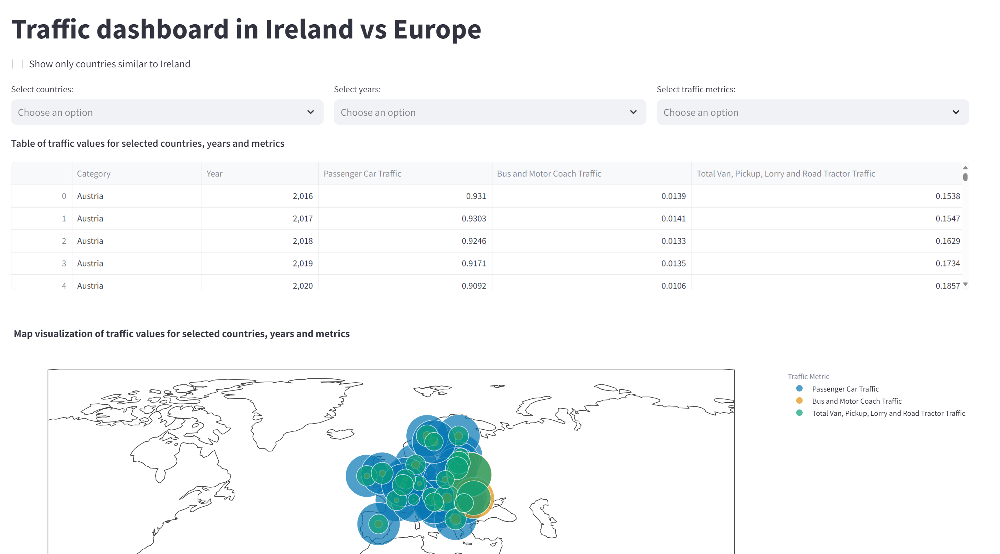 Traffic dashboard in Ireland vs Europe
Show only countries similar to Ireland
Select countries: Select years: Select traffic metrics:
Choose an option Choose an option Choose an option
Table of traffic values for selected countries, years and metrics
Category Year Passenger Car Traffic Bus and Motor Coach Traffic Total Van, Pickup, Lorry and Road Tractor Traffic
0 Austria 2,016 0.931 0.0139 0.1538
1 Austria 2,017 0.9303 0.0141 0.1547
2 Austria 2,018 0.9246 0.0133 0.1629
3 Austria 2,019 0.9171 0.0135 0.1734
4 Austria 2,020 0.9092 0.0106 0.1857
Map visualization of traffic values for selected countries, years and metrics
Traffic Metric
Passenger Car Traffic
Bus and Motor Coach Traffic
Total Van, Pickup, Lorry and Road Tractor Traffic